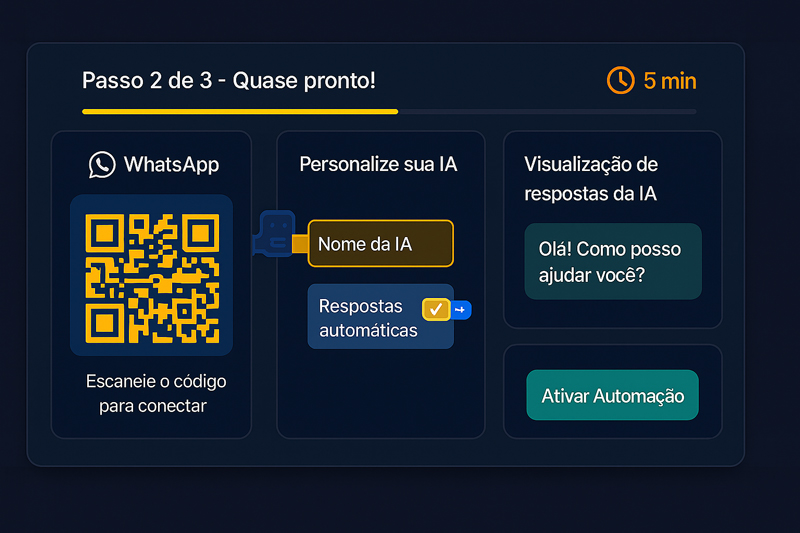 Passo 2 de 3 - Quase pronto!
5 min
WhatsApp
Escaneie o código
para conectar
Personalize sua IA
Nome da IA
Respostas
automáticas
Visualização de
respostas da IA
Olá! Como posso
ajudar você?
Ativar Automação